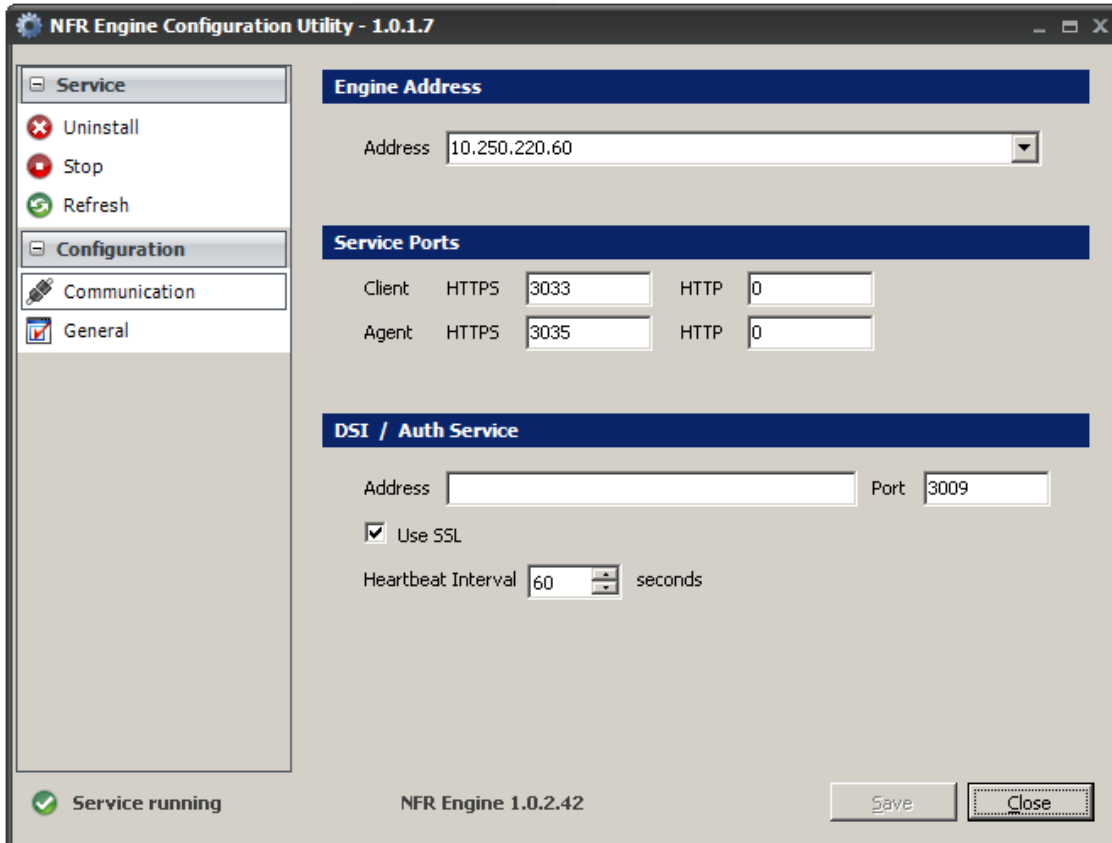 NFR Engine Configuration Utility - 1.0.1.7
Service
Uninstall
Stop
Refresh
Configuration
Communication
General
Engine Address
Address 10.250.220.60
Service Ports
Client HTTPS 3033 HTTP 0
Agent HTTPS 3035 HTTP 0
DSI / Auth Service
Address Port 3009
Use SSL
Heartbeat Interval 60 seconds
Service running NFR Engine 1.0.2.42 Save Close